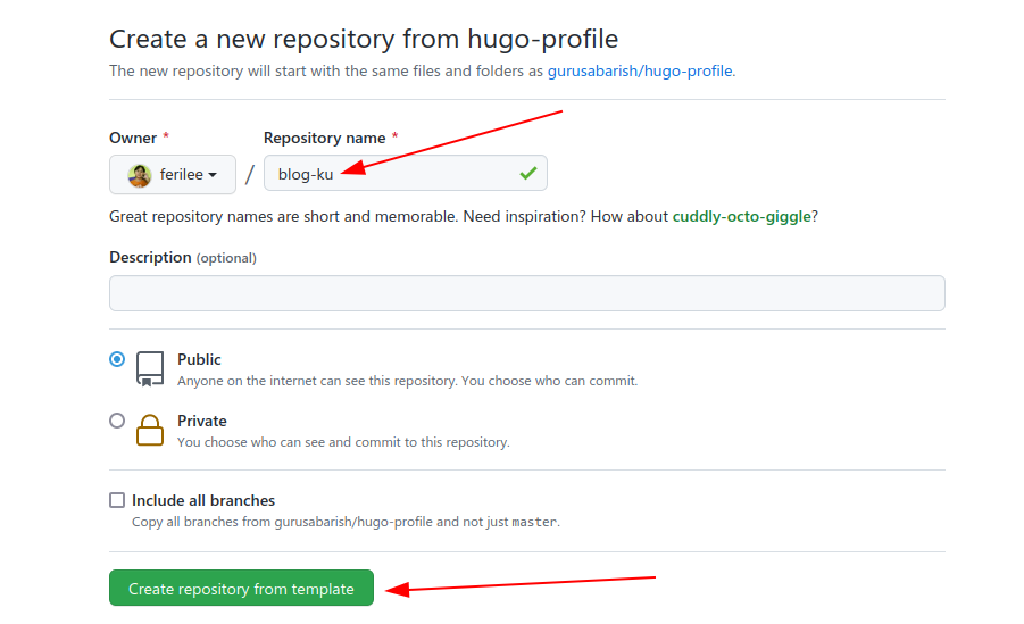 Create a new repository from hugo-profile
The new repository will start with the same files and folders as gurusabarish/hugo-profile.
Owner * Repository name *
ferilee / blog-ku
Great repository names are short and memorable. Need inspiration? How about cuddly-octo-giggle?
Description (optional)
Public
Anyone on the internet can see this repository. You choose who can commit.
Private
You choose who can see and commit to this repository.
Include all branches
Copy all branches from gurusabarish/hugo-profile and not just master.
Create repository from template